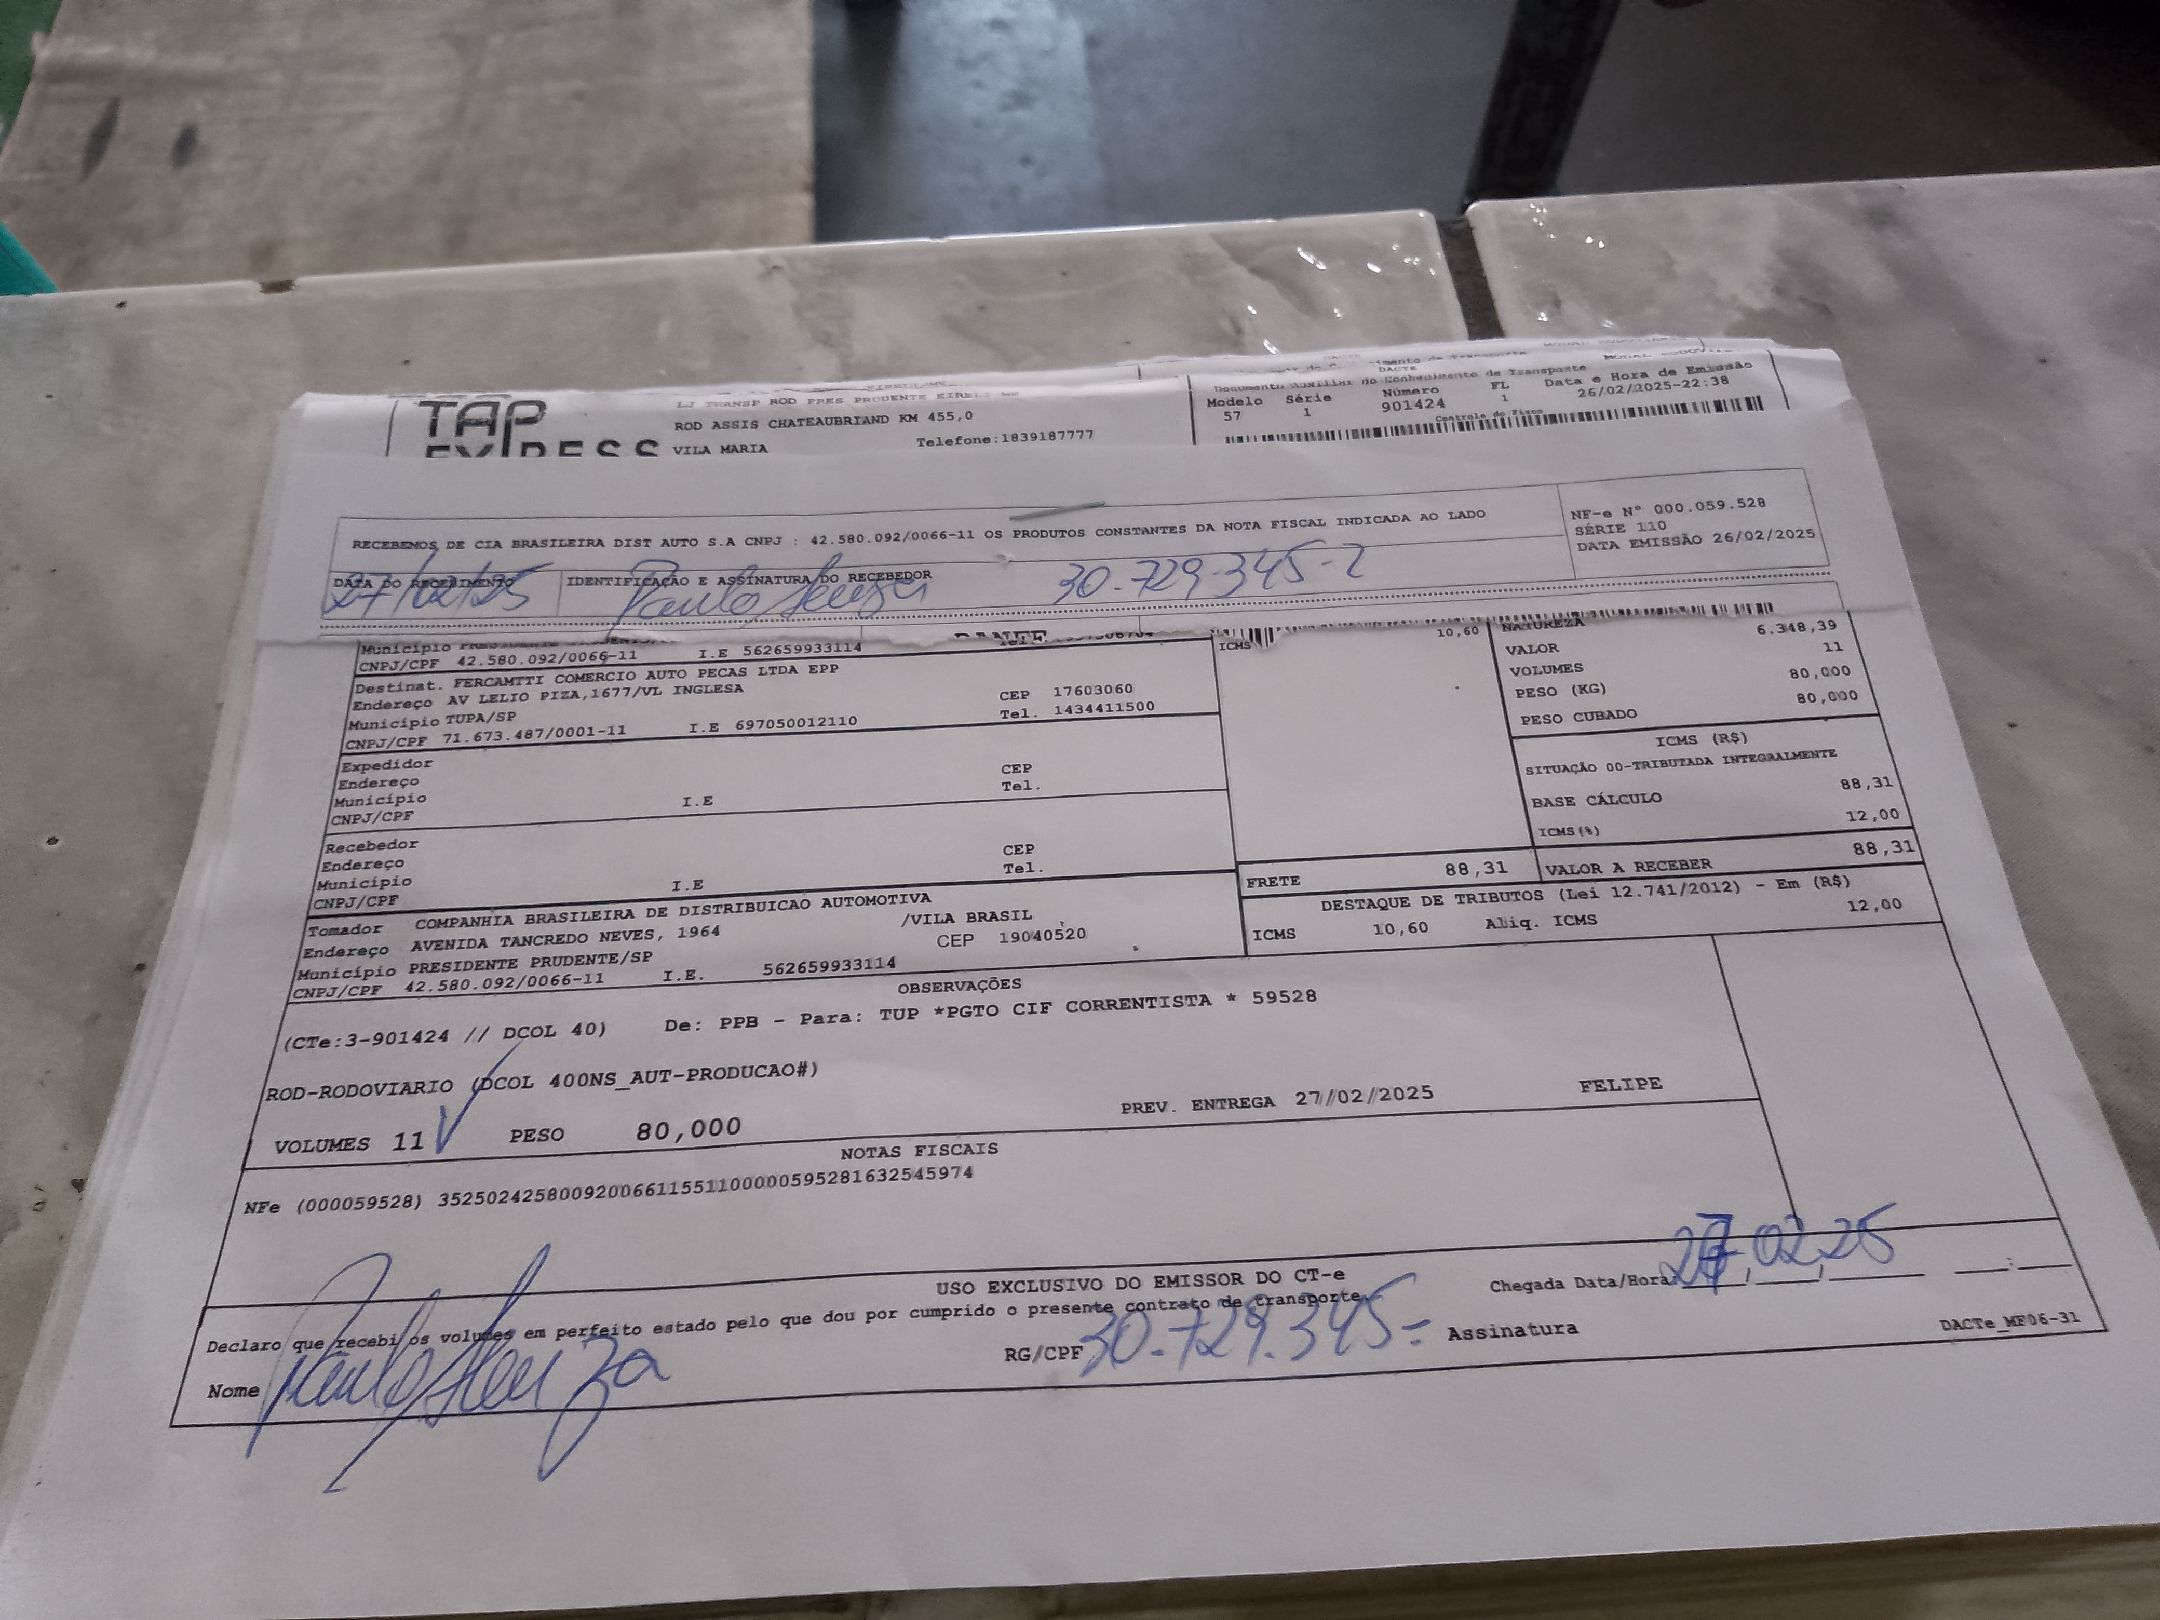 TAP
EXPRESS
LJ TRANSP ROD PRES PRUDENTE EIRELI-ME
ROD ASSIS CHATEAUBRIAND KM 455,0
VILA MARIA Telefone:1839187777
DACTE
Documento Auxiliar do Conhecimento de Transporte
Modelo Série Número FL Data e Hora de Emissão
57 1 901424 1 26/02/2025-22:38
Controle do Fisco
RECEBEMOS DE CIA BRASILEIRA DIST AUTO S.A CNPJ : 42.580.092/0066-11 OS PRODUTOS CONSTANTES DA NOTA FISCAL INDICADA AO LADO
NF-e Nº 000.059.528
SÉRIE 110
DATA EMISSÃO 26/02/2025
DATA DO RECEBIMENTO IDENTIFICAÇÃO E ASSINATURA DO RECEBEDOR
27/02/25 Paulo Souza 30.729.345-2
CNPJ/CPF 42.580.092/0066-11 I.E 562659933114
Destinat. FERCAMTTI COMERCIO AUTO PECAS LTDA EPP
Endereço AV LELIO PIZA,1677/VL INGLESA CEP 17603060
Município TUPA/SP Tel. 1434411500
CNPJ/CPF 71.673.487/0001-11 I.E 697050012110
Expedidor
Endereço CEP
Município I.E Tel.
CNPJ/CPF
Recebedor
Endereço CEP
Município I.E Tel.
CNPJ/CPF
Tomador COMPANHIA BRASILEIRA DE DISTRIBUICAO AUTOMOTIVA
Endereço AVENIDA TANCREDO NEVES, 1964 /VILA BRASIL
Município PRESIDENTE PRUDENTE/SP CEP 19040520
CNPJ/CPF 42.580.092/0066-11 I.E. 562659933114
ICMS 10,60
NATUREZA
VALOR 6.348,39
VOLUMES 11
PESO (KG) 80,000
PESO CUBADO 80,000
ICMS (R$)
SITUAÇÃO 00-TRIBUTADA INTEGRALMENTE
BASE CÁLCULO 88,31
ICMS(%) 12,00
FRETE 88,31 VALOR A RECEBER 88,31
DESTAQUE DE TRIBUTOS (Lei 12.741/2012) - Em (R$)
ICMS 10,60 Aliq. ICMS 12,00
OBSERVAÇÕES
(CTe:3-901424 // DCOL 40) De: PPB - Para: TUP *PGTO CIF CORRENTISTA * 59528
ROD-RODOVIARIO (DCOL 400NS_AUT-PRODUCAO#)
VOLUMES 11 PESO 80,000 PREV. ENTREGA 27/02/2025 FELIPE
NOTAS FISCAIS
NFe (000059528) 35250242580092006611551100000595281632545974
USO EXCLUSIVO DO EMISSOR DO CT-e
Declaro que recebi os volumes em perfeito estado pelo que dou por cumprido o presente contrato de transporte
Chegada Data/Hora 27,02,25
Nome Paulo Souza RG/CPF 30.729.345- Assinatura
DACTe_MF06-31